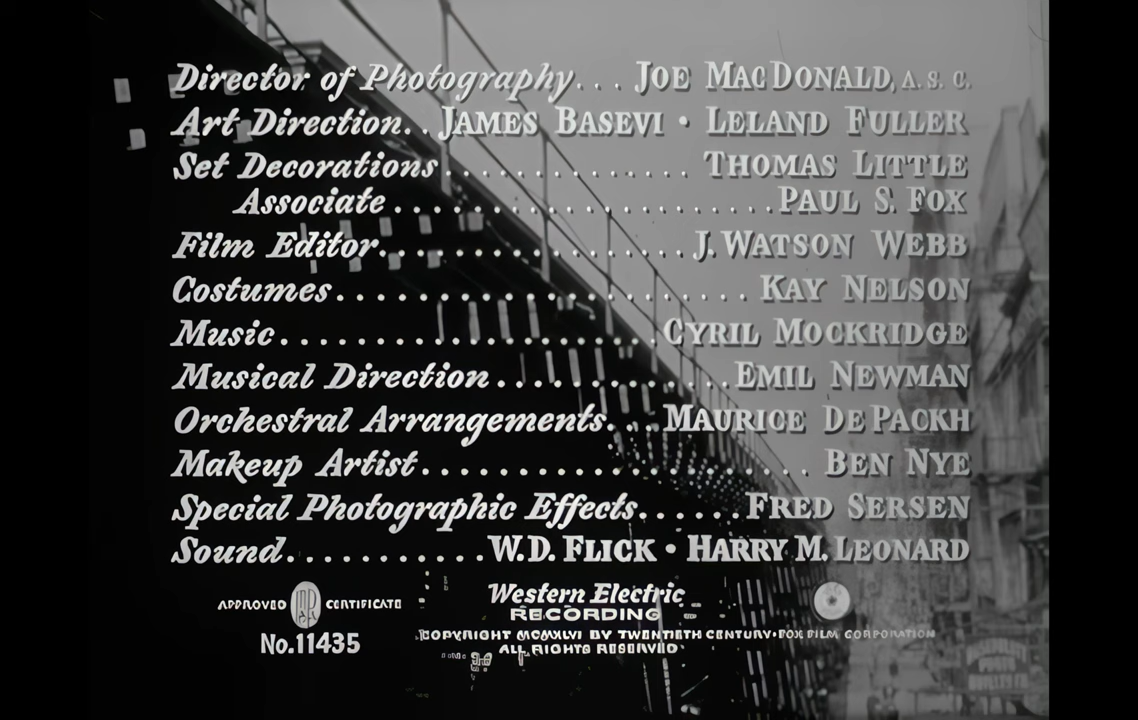 Director of Photography... JOE MACDONALD, A.S.C.
Art Direction.. JAMES BASEVI • LELAND FULLER
Set Decorations................ THOMAS LITTLE
Associate........................ PAUL S. FOX
Film Editor...................... J. WATSON WEBB
Costumes.......................... KAY NELSON
Music........................ CYRIL MOCKRIDGE
Musical Direction.............. EMIL NEWMAN
Orchestral Arrangements... MAURICE DE PACKH
Makeup Artist.................... BEN NYE
Special Photographic Effects...... FRED SERSEN
Sound.......... W.D. FLICK • HARRY M. LEONARD
APPROVED CERTIFICATE
No. 11435
Western Electric
RECORDING
COPYRIGHT MCMXLVI BY TWENTIETH CENTURY-FOX FILM CORPORATION
ALL RIGHTS RESERVED